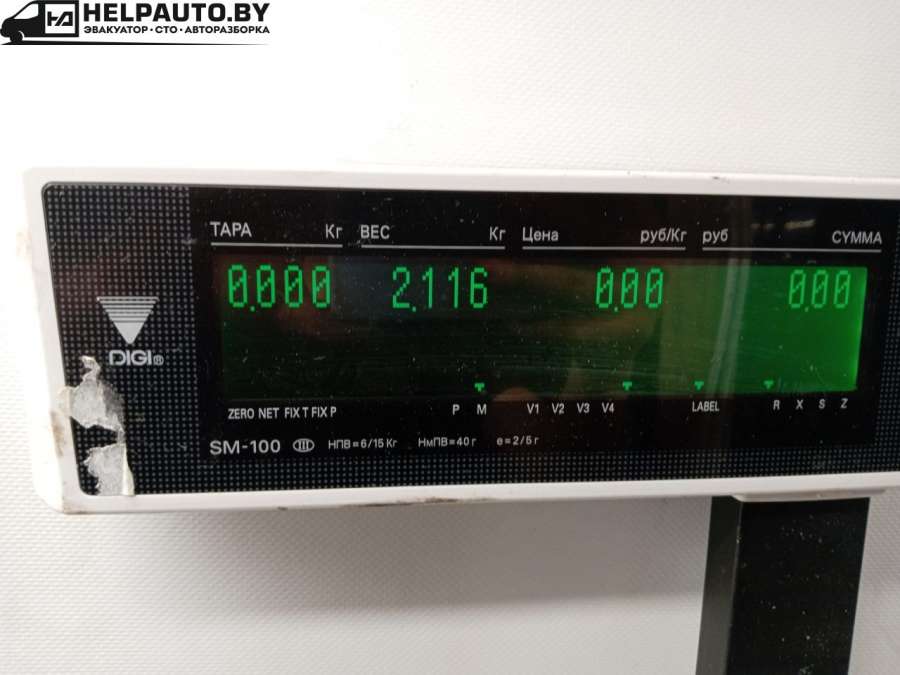 HELPAUTO.BY
ЭВАКУАТОР · СТО · АВТОРАЗБОРКА
ТАРА Кг ВЕС Кг Цена руб/Кг руб СУММА
0.000 2.116 0.00 0.00
DIGI®
ZERO NET FIX T FIX P P M V1 V2 V3 V4 LABEL R X S Z
SM-100 III НПВ=6/15 Кг НмПВ=40 г e=2/5 г